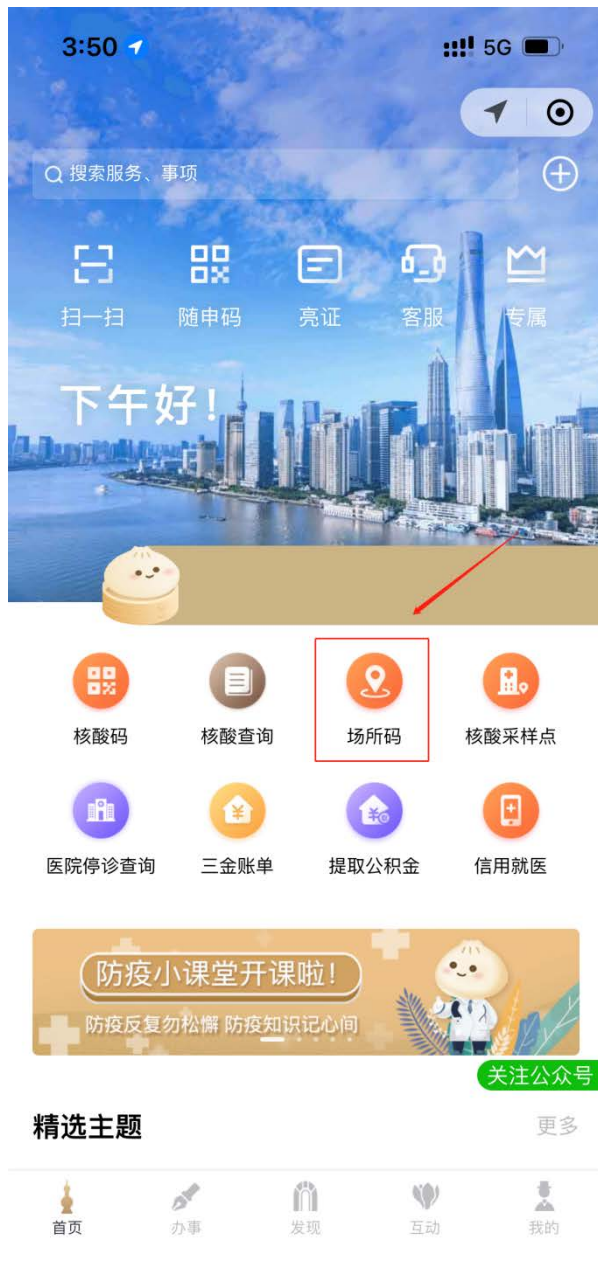 3:50
5G
搜索服务、事项
扫一扫 随申码 亮证 客服 专属
下午好!
核酸码 核酸查询 场所码 核酸采样点
医院停诊查询 三金账单 提取公积金 信用就医
防疫小课堂开课啦!
防疫反复勿松懈 防疫知识记心间
关注公众号
精选主题 更多
首页 办事 发现 互动 我的